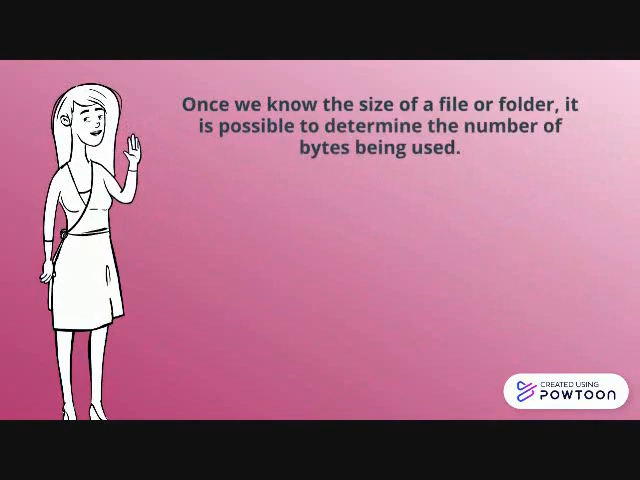 Once we know the size of a file or folder, it
is possible to determine the number of
bytes being used.
CREATED USING
POWTOON